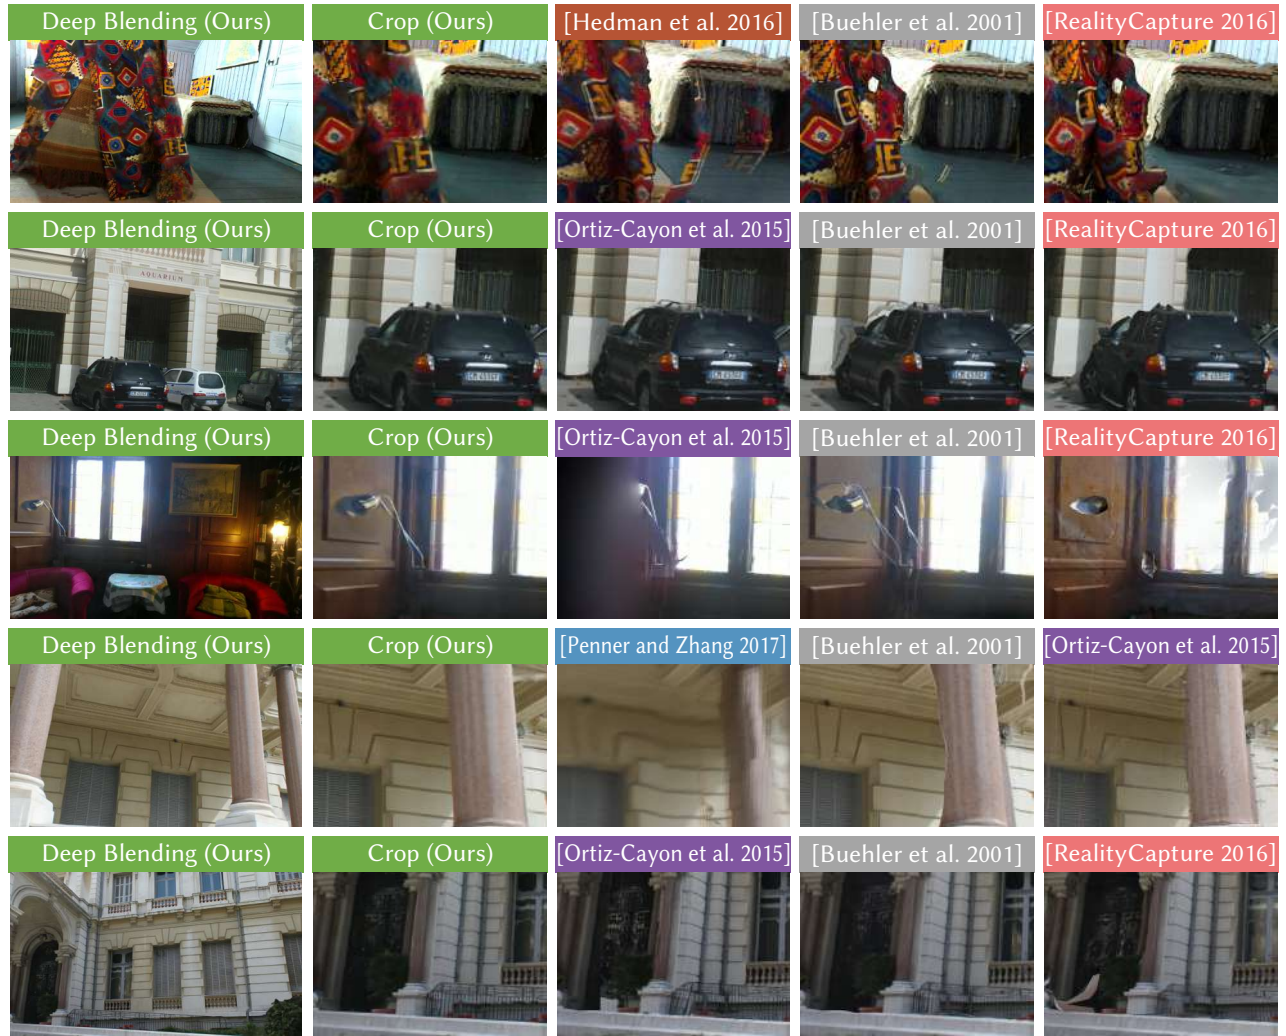 Deep Blending (Ours) Crop (Ours) [Hedman et al. 2016] [Buehler et al. 2001] [RealityCapture 2016]
Deep Blending (Ours) Crop (Ours) [Ortiz-Cayon et al. 2015] [Buehler et al. 2001] [RealityCapture 2016]
AQUARIUM
Deep Blending (Ours) Crop (Ours) [Ortiz-Cayon et al. 2015] [Buehler et al. 2001] [RealityCapture 2016]
Deep Blending (Ours) Crop (Ours) [Penner and Zhang 2017] [Buehler et al. 2001] [Ortiz-Cayon et al. 2015]
Deep Blending (Ours) Crop (Ours) [Ortiz-Cayon et al. 2015] [Buehler et al. 2001] [RealityCapture 2016]